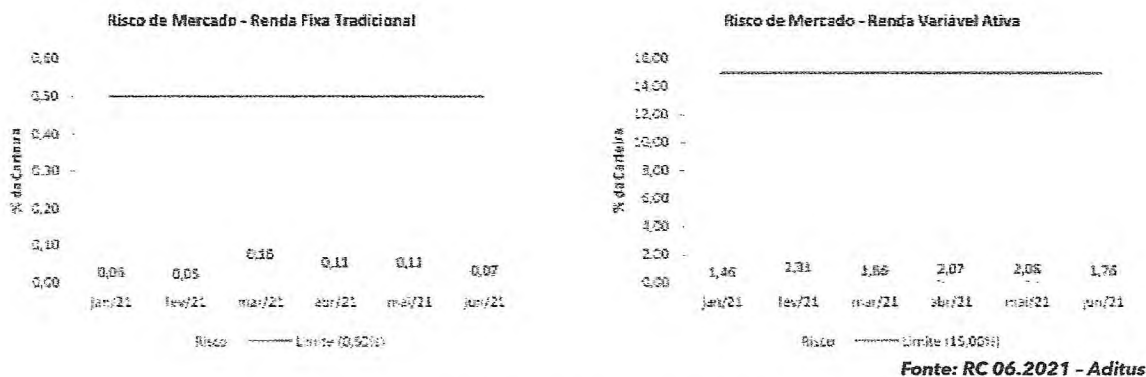 Risco de Mercado - Renda Fixa Tradicional
% da Carteira
0,60
0,50
0,40
0,30
0,20
0,10
0,00
0,06 0,05 0,16 0,11 0,11 0,07
jan/21 fev/21 mar/21 abr/21 mai/21 jun/21
Risco Limite (0,50%)
Risco de Mercado - Renda Variável Ativa
% da Carteira
16,00
14,00
12,00
10,00
8,00
6,00
4,00
2,00
0,00
1,46 2,31 2,07 2,08 1,76
jan/21 fev/21 mar/21 abr/21 mai/21 jun/21
Risco Limite (15,00%)
Fonte: RC 06.2021 - Aditus